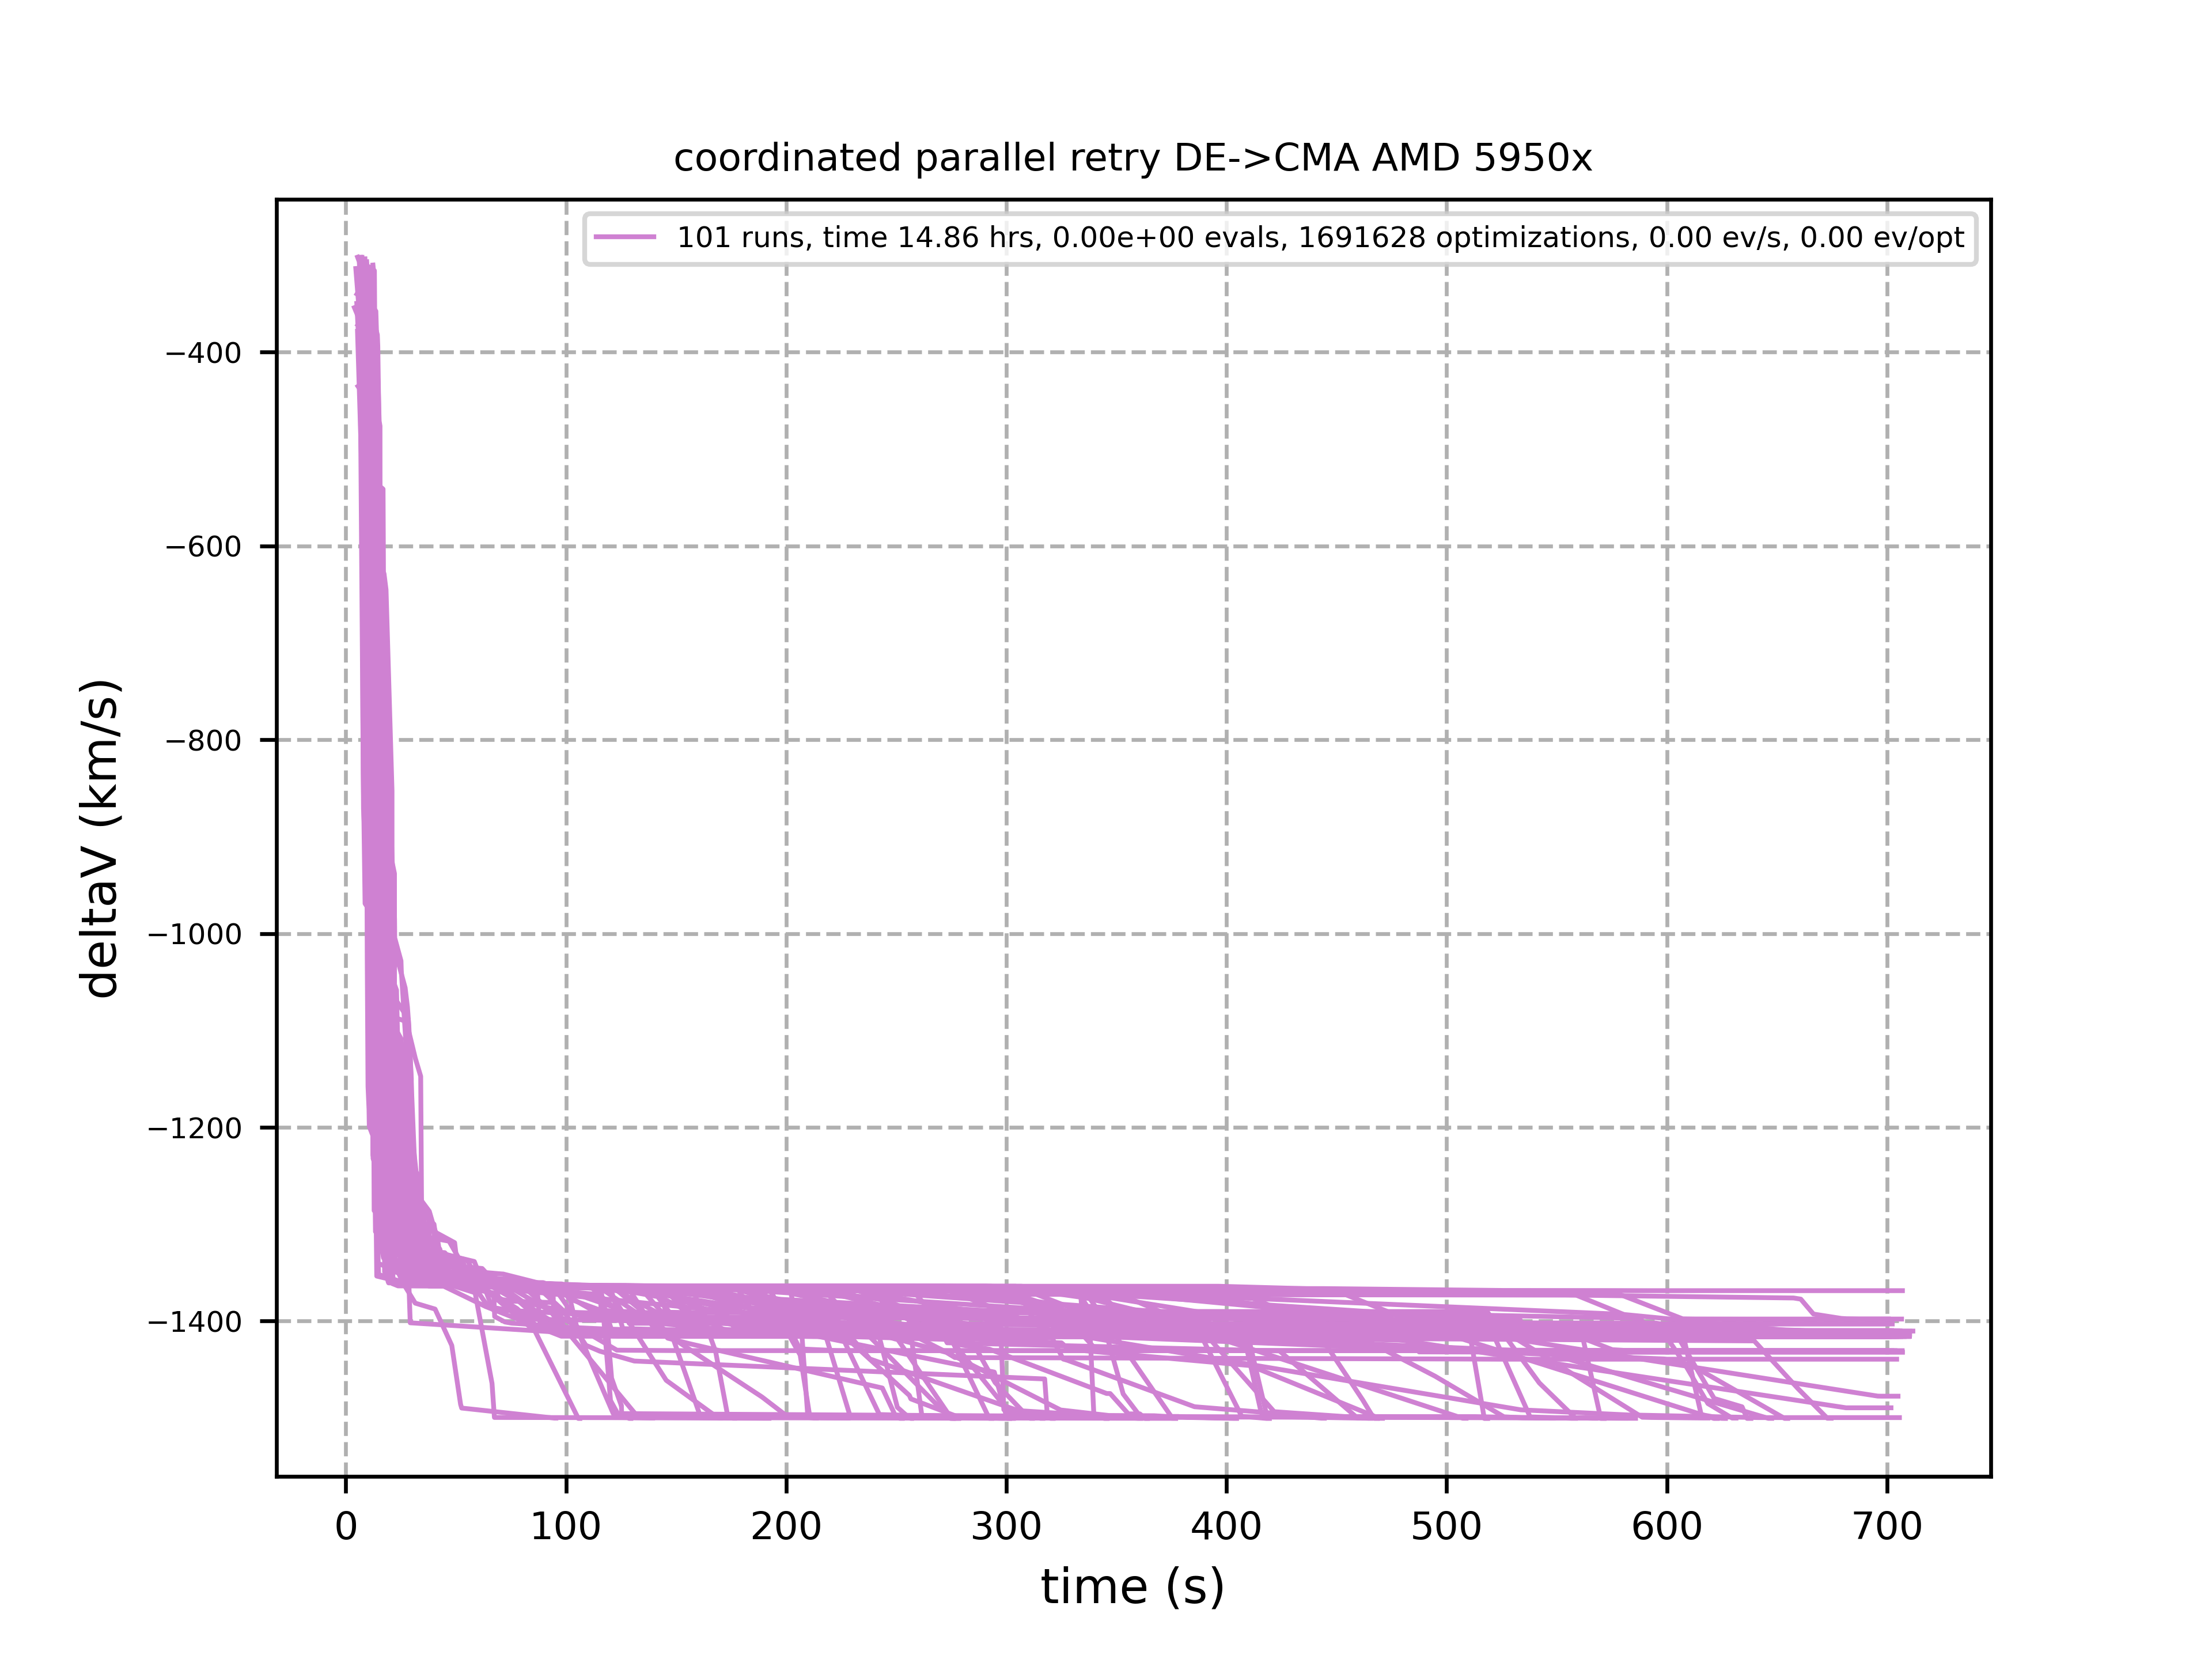 coordinated parallel retry DE->CMA AMD 5950x
101 runs, time 14.86 hrs, 0.00e+00 evals, 1691628 optimizations, 0.00 ev/s, 0.00 ev/opt
deltaV (km/s)
−400
−600
−800
−1000
−1200
−1400
0 100 200 300 400 500 600 700
time (s)